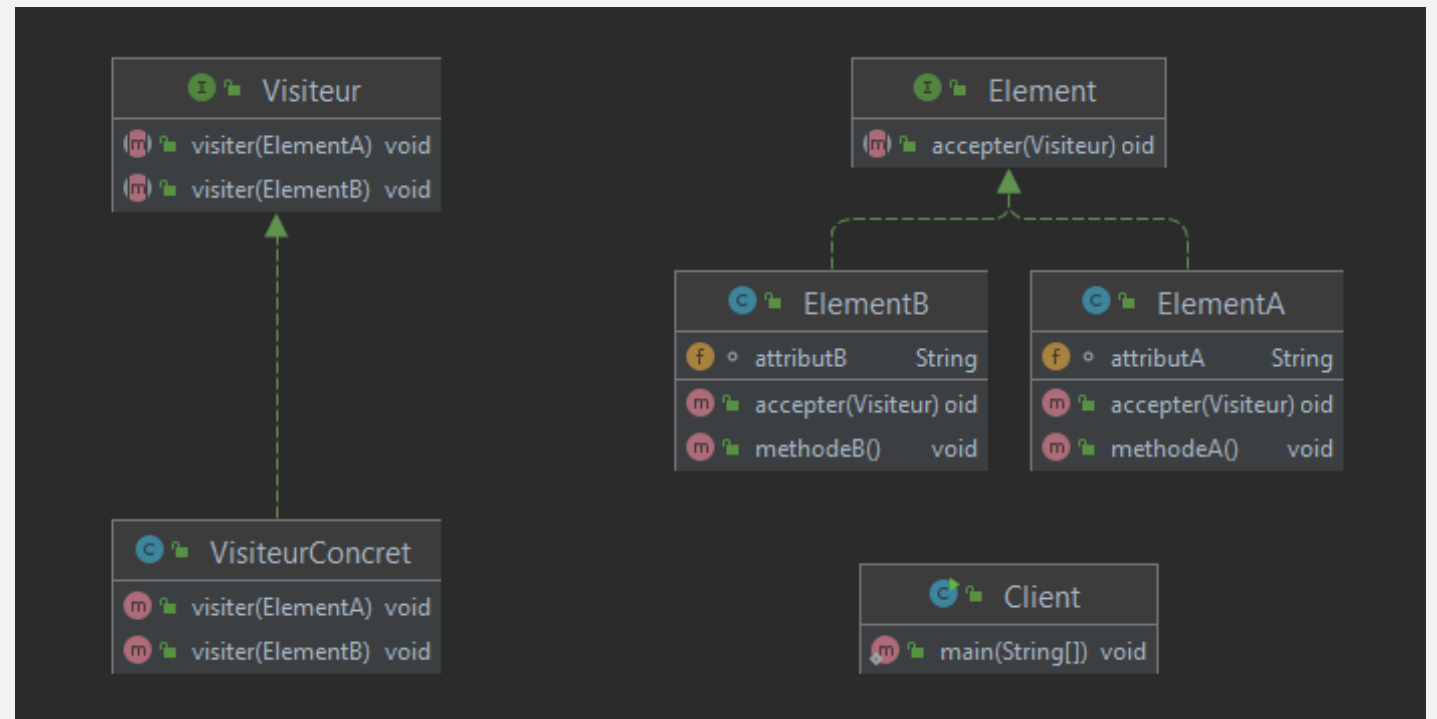 Visiteur
visiter(ElementA) void
visiter(ElementB) void
Element
accepter(Visiteur) oid
ElementB
attributB String
accepter(Visiteur) oid
methodeB() void
ElementA
attributA String
accepter(Visiteur) oid
methodeA() void
VisiteurConcret
visiter(ElementA) void
visiter(ElementB) void
Client
main(String[]) void